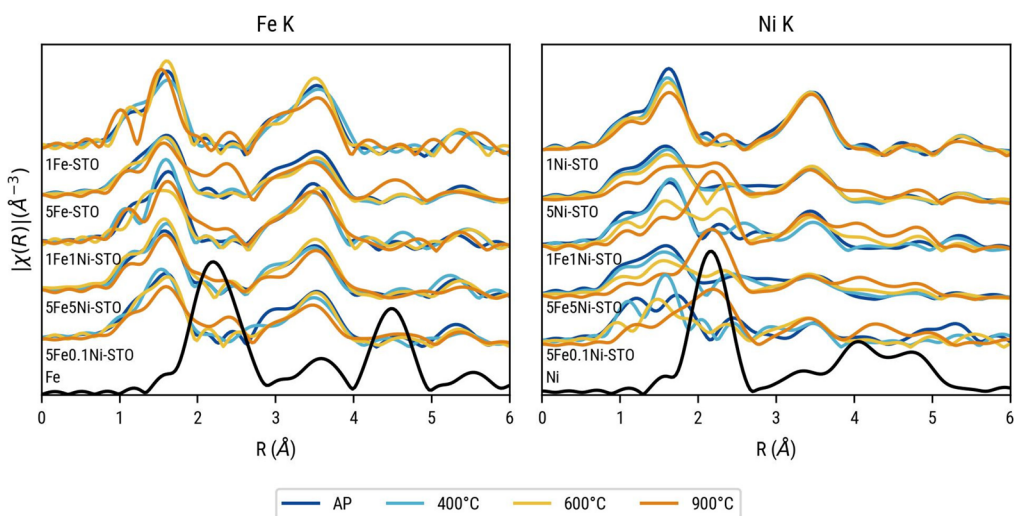 Fe K
Ni K
|χ(R)|(Å⁻³)
1Fe-STO
5Fe-STO
1Fe1Ni-STO
5Fe5Ni-STO
5Fe0.1Ni-STO
Fe
0 1 2 3 4 5 6
R (Å)
1Ni-STO
5Ni-STO
1Fe1Ni-STO
5Fe5Ni-STO
5Fe0.1Ni-STO
Ni
0 1 2 3 4 5 6
R (Å)
AP 400°C 600°C 900°C